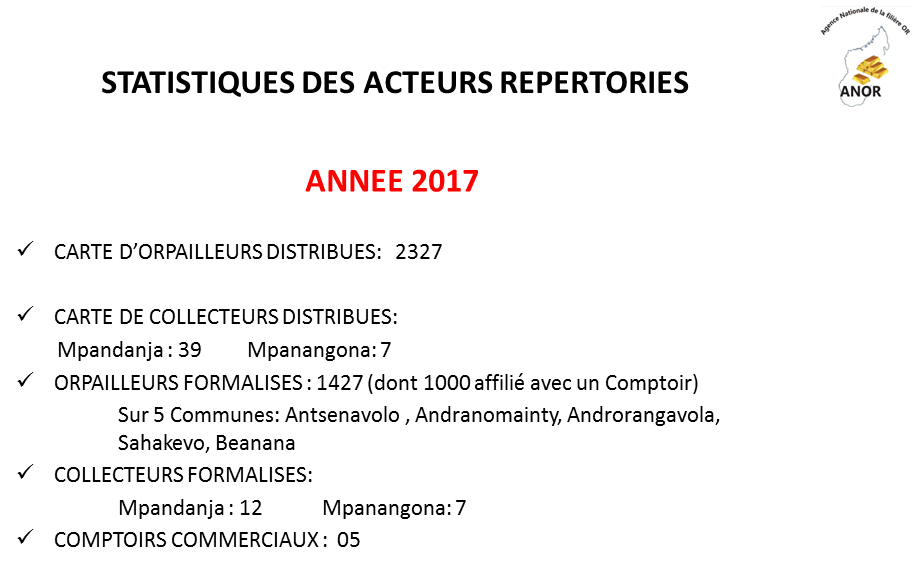 Agence Nationale de la filière OR
ANOR
STATISTIQUES DES ACTEURS REPERTORIES
ANNEE 2017
✓ CARTE D’ORPAILLEURS DISTRIBUES: 2327
✓ CARTE DE COLLECTEURS DISTRIBUES:
Mpandanja : 39 Mpanangona: 7
✓ ORPAILLEURS FORMALISES : 1427 (dont 1000 affilié avec un Comptoir)
Sur 5 Communes: Antsenavolo , Andranomainty, Androrangavola,
Sahakevo, Beanana
✓ COLLECTEURS FORMALISES:
Mpandanja : 12 Mpanangona: 7
✓ COMPTOIRS COMMERCIAUX : 05